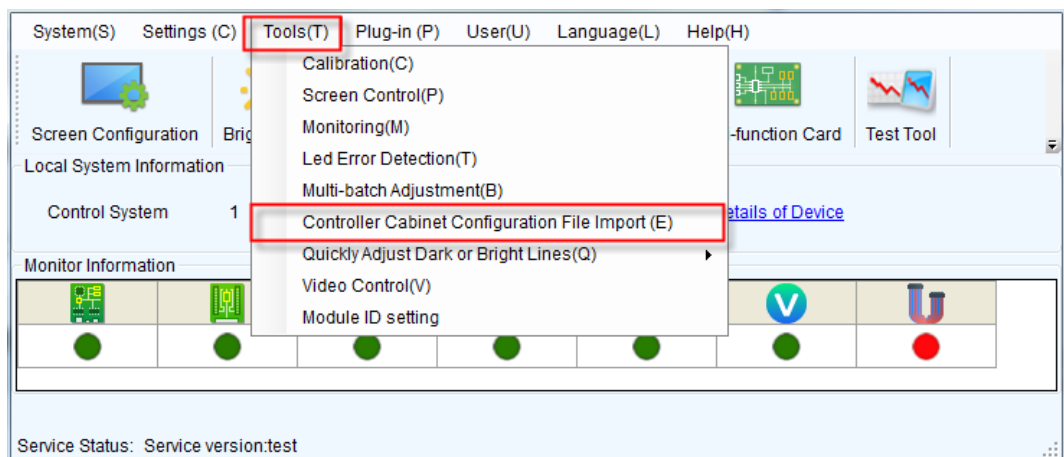 System(S) Settings (C) Tools(T) Plug-in (P) User(U) Language(L) Help(H)
Calibration(C)
Screen Control(P)
Monitoring(M)
Led Error Detection(T)
Multi-batch Adjustment(B)
Controller Cabinet Configuration File Import (E)
Quickly Adjust Dark or Bright Lines(Q)
Video Control(V)
Module ID setting
Screen Configuration Brig -function Card Test Tool
Local System Information
Control System 1 etails of Device
Monitor Information
V
Service Status: Service version:test